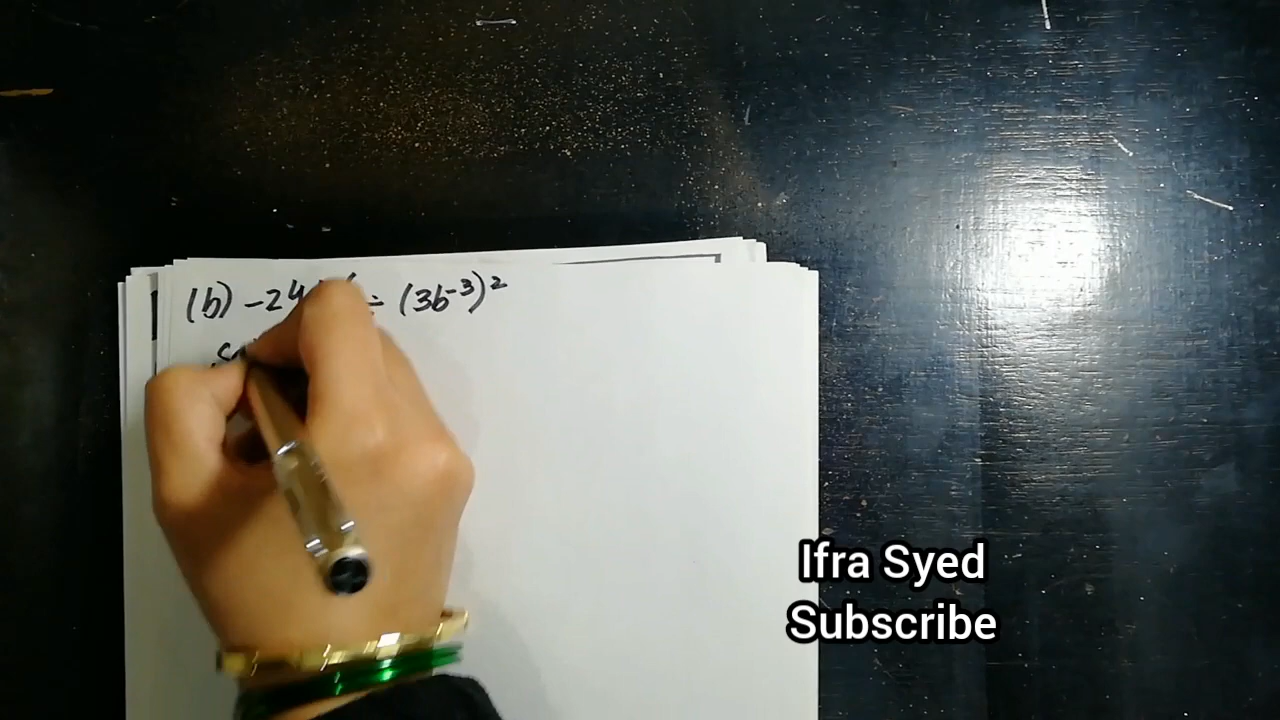 (b) -24 ÷ (3b⁻³)²
Ifra Syed
Subscribe